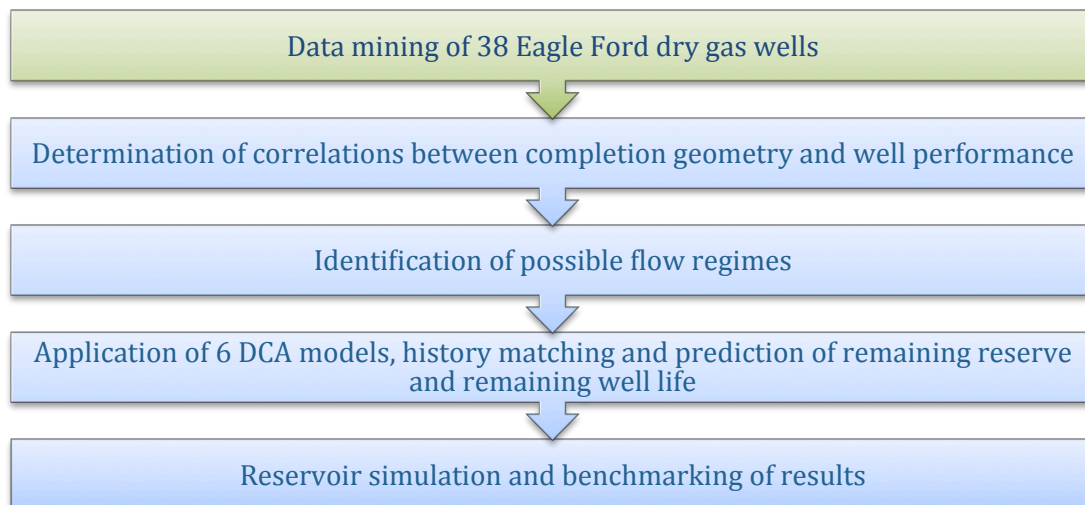 Data mining of 38 Eagle Ford dry gas wells
Determination of correlations between completion geometry and well performance
Identification of possible flow regimes
Application of 6 DCA models, history matching and prediction of remaining reserve
and remaining well life
Reservoir simulation and benchmarking of results